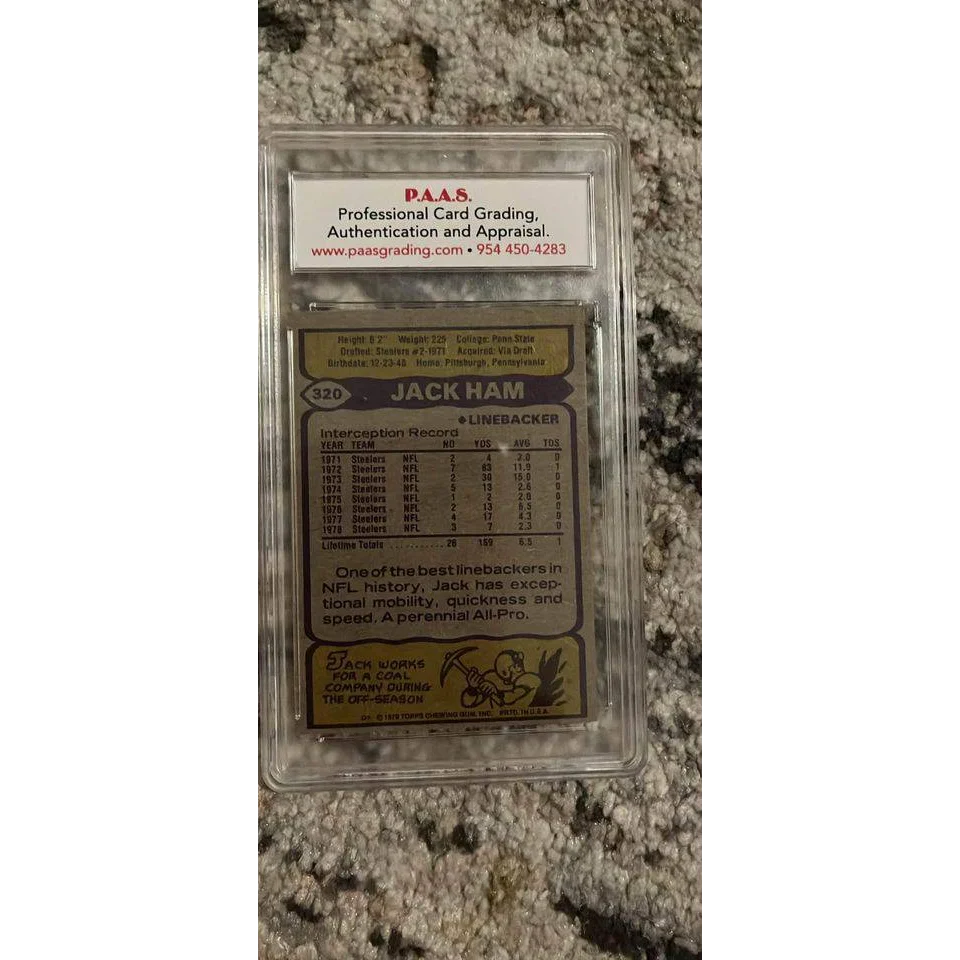 P.A.A.S.
Professional Card Grading,
Authentication and Appraisal.
www.paasgrading.com • 954 450-4283
Height: 6'2" Weight: 225 College: Penn State
Drafted: Steelers #2-1971 Acquired: Via Draft
Birthdate: 12-23-48 Home: Pittsburgh, Pennsylvania
320 JACK HAM
◆LINEBACKER
Interception Record
YEAR TEAM NO YDS AVG TDS
1971 Steelers NFL 2 4 2.0 0
1972 Steelers NFL 7 83 11.9 1
1973 Steelers NFL 2 30 15.0 0
1974 Steelers NFL 5 13 2.6 0
1975 Steelers NFL 1 2 2.0 0
1976 Steelers NFL 2 13 6.5 0
1977 Steelers NFL 4 17 4.3 0
1978 Steelers NFL 3 7 2.3 0
Lifetime Totals ........... 26 169 6.5 1
One of the best linebackers in
NFL history, Jack has excep-
tional mobility, quickness and
speed. A perennial All-Pro.
JACK WORKS
FOR A COAL
COMPANY DURING
THE OFF-SEASON
© 1979 TOPPS CHEWING GUM, INC. PRTD. IN U.S.A.